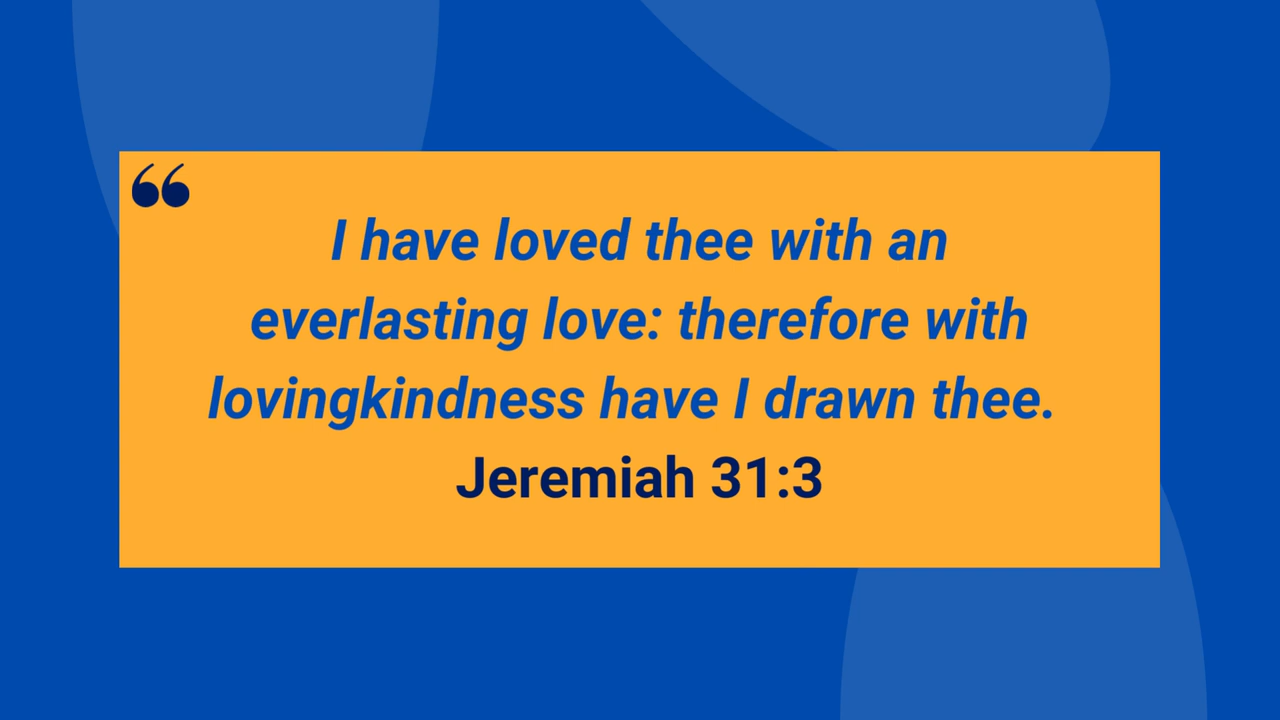 “
I have loved thee with an
everlasting love: therefore with
lovingkindness have I drawn thee.
Jeremiah 31:3